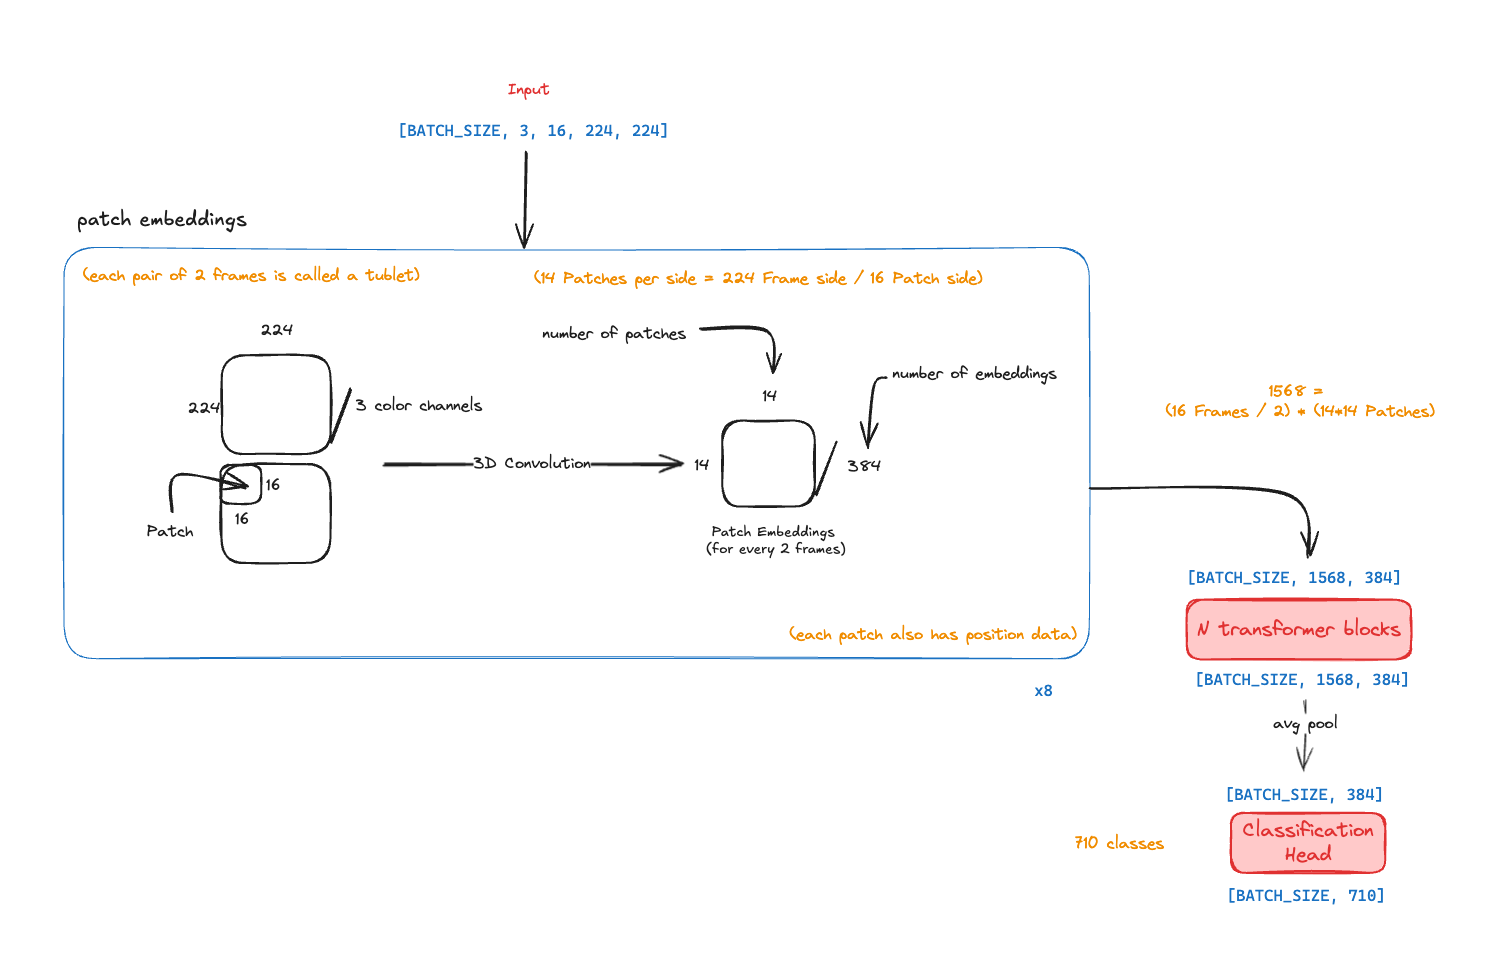 Input
[BATCH_SIZE, 3, 16, 224, 224]
patch embeddings
(each pair of 2 frames is called a tublet)
(14 Patches per side = 224 Frame side / 16 Patch side)
224
number of patches
number of embeddings
14
224
3 color channels
3D Convolution
14
384
16
16
Patch
Patch Embeddings
(for every 2 frames)
(each patch also has position data)
x8
1568 =
(16 Frames / 2) * (14*14 Patches)
[BATCH_SIZE, 1568, 384]
N transformer blocks
[BATCH_SIZE, 1568, 384]
avg pool
[BATCH_SIZE, 384]
710 classes
Classification
Head
[BATCH_SIZE, 710]